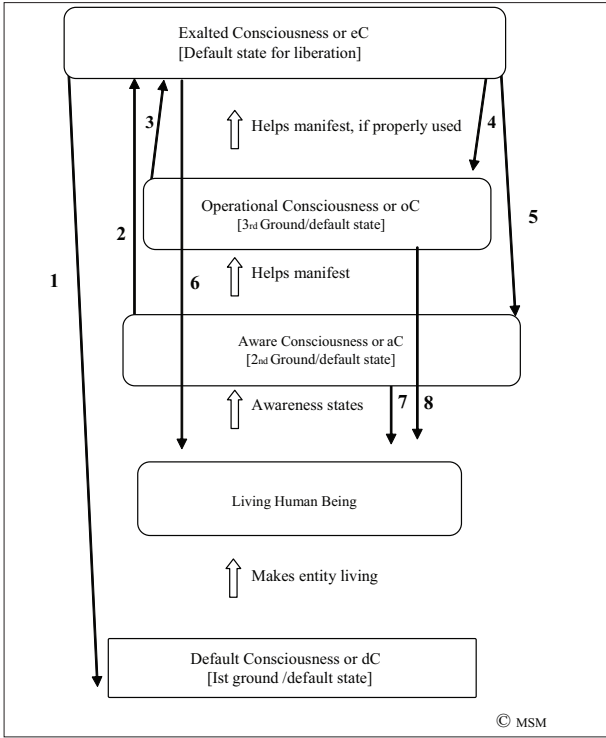 Exalted Consciousness or eC
[Default state for liberation]
3
Helps manifest, if properly used
4
Operational Consciousness or oC
[3rd Ground/default state]
2
5
1
6
Helps manifest
Aware Consciousness or aC
[2nd Ground/default state]
Awareness states
7
8
Living Human Being
Makes entity living
Default Consciousness or dC
[Ist ground /default state]
© MSM